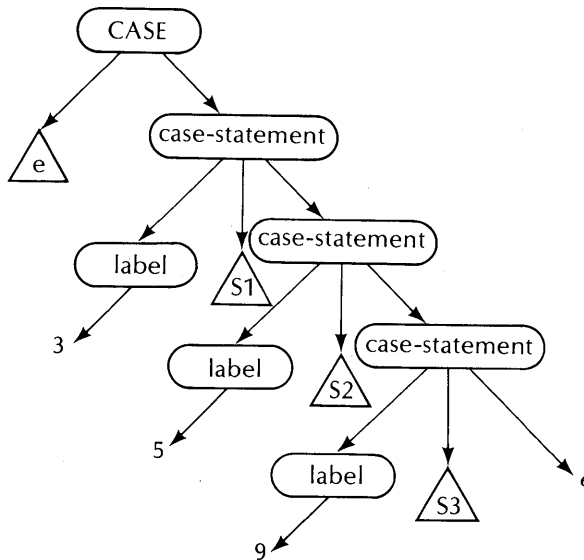 CASE
case-statement
e
case-statement
label
S1
3
case-statement
label
S2
5
label
S3
9